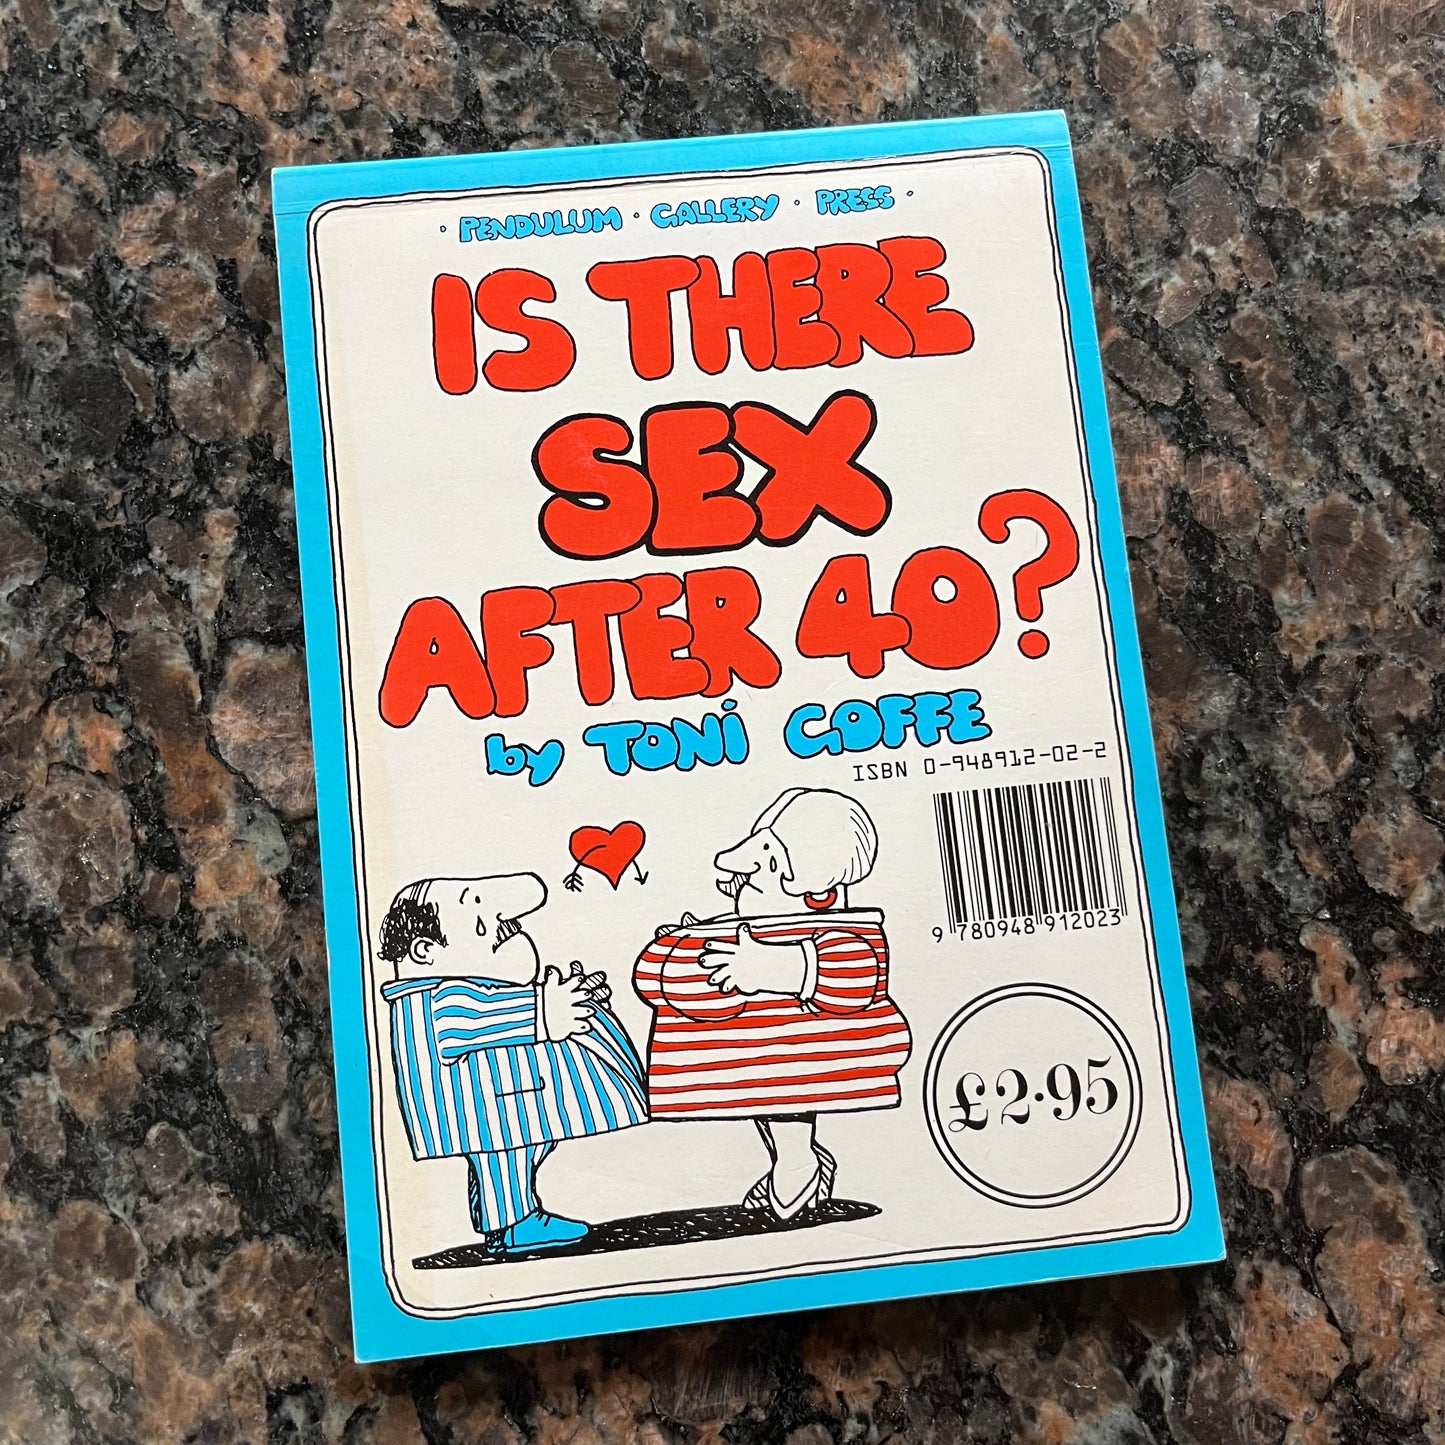 · PENDULUM · GALLERY · PRESS ·
IS THERE
SEX
AFTER 40?
by TONi GOFFE
ISBN 0-948912-02-2
9 780948 912023
£2·95